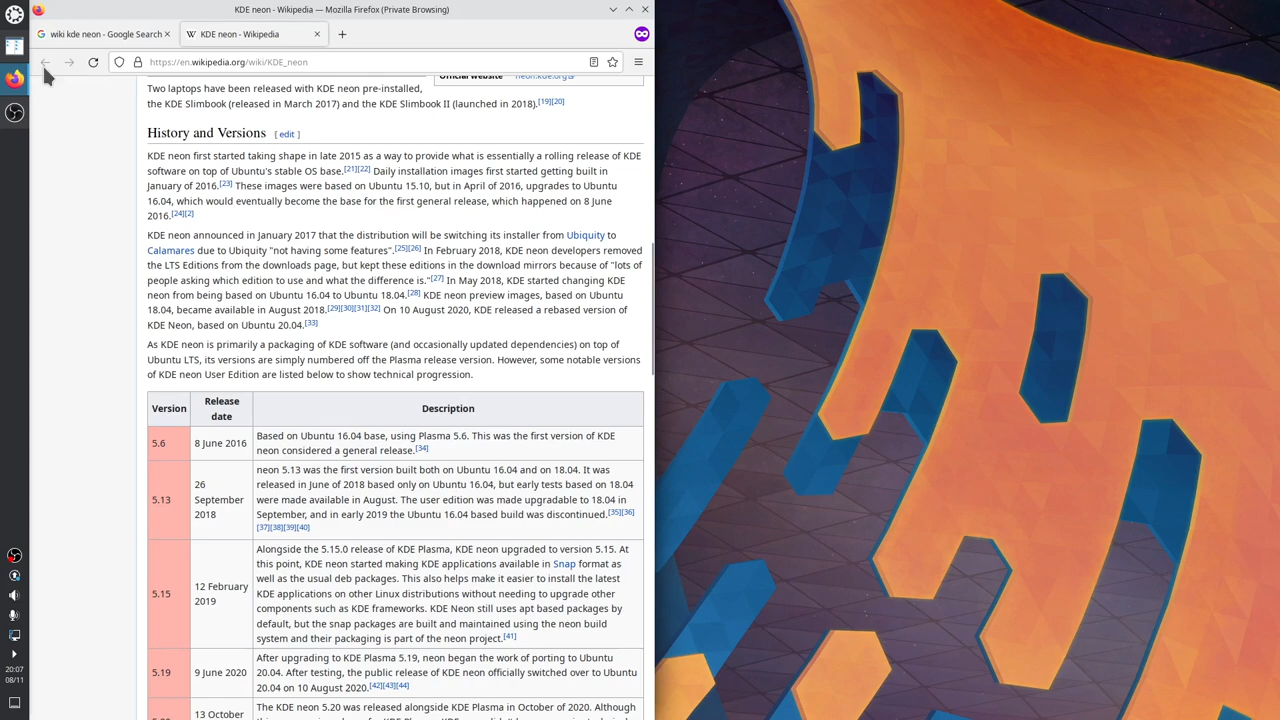 KDE neon - Wikipedia — Mozilla Firefox (Private Browsing)
wiki kde neon - Google Search
KDE neon - Wikipedia
https://en.wikipedia.org/wiki/KDE_neon
Official website neon.kde.org
Two laptops have been released with KDE neon pre-installed,
the KDE Slimbook (released in March 2017) and the KDE Slimbook II (launched in 2018).[19][20]
History and Versions [ edit ]
KDE neon first started taking shape in late 2015 as a way to provide what is essentially a rolling release of KDE
software on top of Ubuntu's stable OS base.[21][22] Daily installation images first started getting built in
January of 2016.[23] These images were based on Ubuntu 15.10, but in April of 2016, upgrades to Ubuntu
16.04, which would eventually become the base for the first general release, which happened on 8 June
2016.[24][2]
KDE neon announced in January 2017 that the distribution will be switching its installer from Ubiquity to
Calamares due to Ubiquity "not having some features".[25][26] In February 2018, KDE neon developers removed
the LTS Editions from the downloads page, but kept these editions in the download mirrors because of "lots of
people asking which edition to use and what the difference is."[27] In May 2018, KDE started changing KDE
neon from being based on Ubuntu 16.04 to Ubuntu 18.04.[28] KDE neon preview images, based on Ubuntu
18.04, became available in August 2018.[29][30][31][32] On 10 August 2020, KDE released a rebased version of
KDE Neon, based on Ubuntu 20.04.[33]
As KDE neon is primarily a packaging of KDE software (and occasionally updated dependencies) on top of
Ubuntu LTS, its versions are simply numbered off the Plasma release version. However, some notable versions
of KDE neon User Edition are listed below to show technical progression.
Version
Release
date
Description
5.6
8 June 2016
Based on Ubuntu 16.04 base, using Plasma 5.6. This was the first version of KDE
neon considered a general release.[34]
5.13
26
September
2018
neon 5.13 was the first version built both on Ubuntu 16.04 and on 18.04. It was
released in June of 2018 based only on Ubuntu 16.04, but early tests based on 18.04
were made available in August. The user edition was made upgradable to 18.04 in
September, and in early 2019 the Ubuntu 16.04 based build was discontinued.[35][36]
[37][38][39][40]
5.15
12 February
2019
Alongside the 5.15.0 release of KDE Plasma, KDE neon upgraded to version 5.15. At
this point, KDE neon started making KDE applications available in Snap format as
well as the usual deb packages. This also helps make it easier to install the latest
KDE applications on other Linux distributions without needing to upgrade other
components such as KDE frameworks. KDE Neon still uses apt based packages by
default, but the snap packages are built and maintained using the neon build
system and their packaging is part of the neon project.[41]
5.19
9 June 2020
After upgrading to KDE Plasma 5.19, neon began the work of porting to Ubuntu
20.04. After testing, the public release of KDE neon officially switched over to Ubuntu
20.04 on 10 August 2020.[42][43][44]
13 October
The KDE neon 5.20 was released alongside KDE Plasma in October of 2020. Although
20:07
08/11